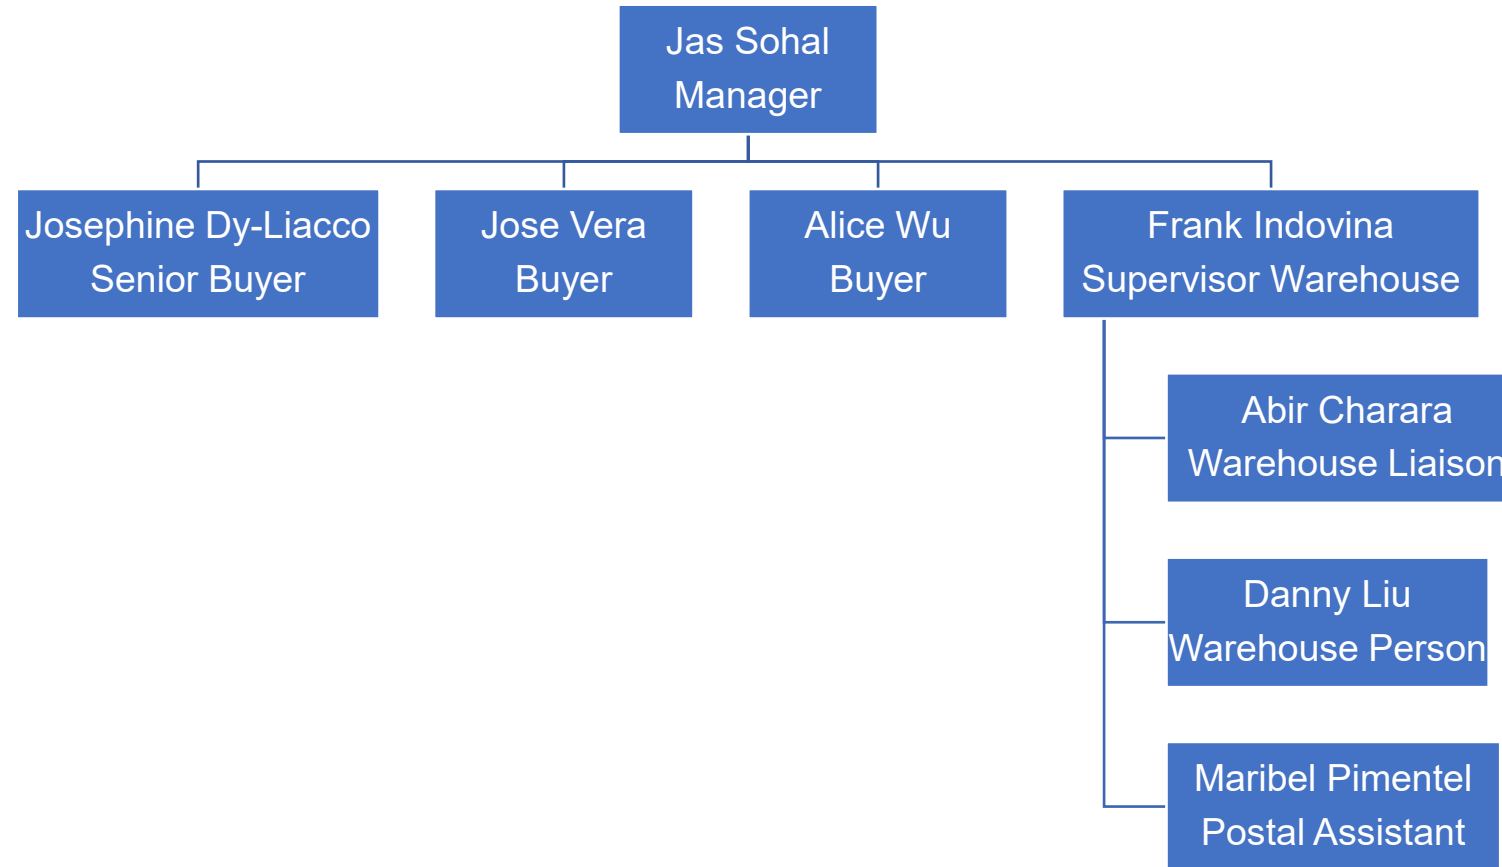 Jas Sohal
Manager
Josephine Dy-Liacco
Senior Buyer
Jose Vera
Buyer
Alice Wu
Buyer
Frank Indovina
Supervisor Warehouse
Abir Charara
Warehouse Liaison
Danny Liu
Warehouse Person
Maribel Pimentel
Postal Assistant